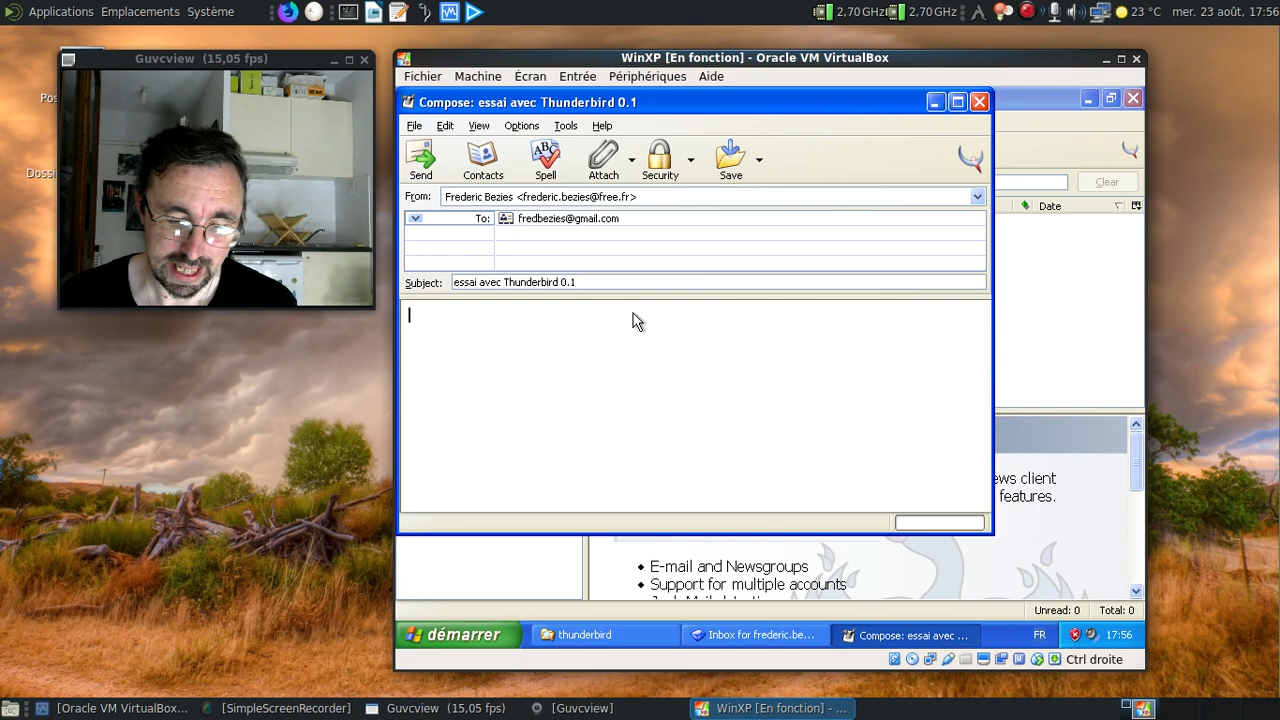 Applications Emplacements Système
2,70 GHz 2,70 GHz 23 °C mer. 23 août, 17:56
Guvcview (15,05 fps)
Pos
Dossi
WinXP [En fonction] - Oracle VM VirtualBox
Fichier Machine Écran Entrée Périphériques Aide
Compose: essai avec Thunderbird 0.1
File Edit View Options Tools Help
ABC
Send Contacts Spell Attach Security Save
From: Frederic Bezies <frederic.bezies@free.fr>
To: fredbezies@gmail.com
Subject: essai avec Thunderbird 0.1
Clear
Date
ews client
features.
• E-mail and Newsgroups
• Support for multiple accounts
Unread: 0 Total: 0
démarrer thunderbird Inbox for frederic.be... Compose: essai avec ... FR 17:56
Ctrl droite
[Oracle VM VirtualBox... [SimpleScreenRecorder] Guvcview (15,05 fps) [Guvcview] WinXP [En fonction] - ...